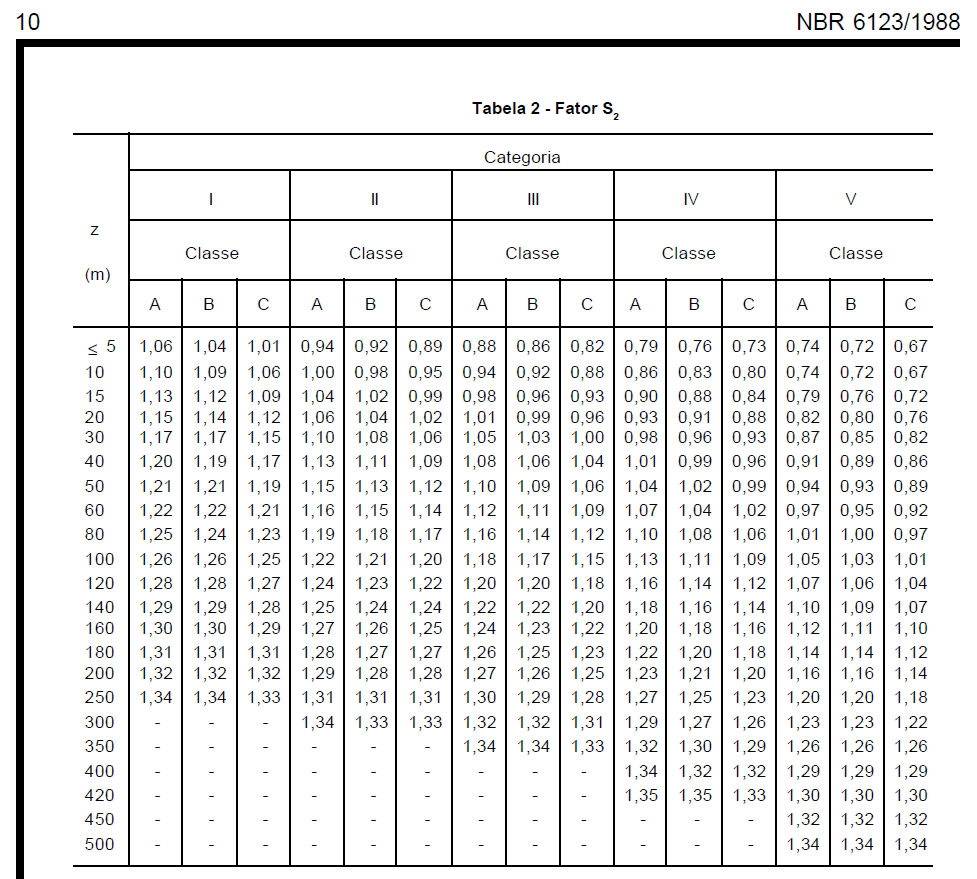 10 NBR 6123/1988
Tabela 2 - Fator S2
Categoria
I II III IV V
z
Classe Classe Classe Classe Classe
(m)
A B C A B C A B C A B C A B C
≤ 5 1,06 1,04 1,01 0,94 0,92 0,89 0,88 0,86 0,82 0,79 0,76 0,73 0,74 0,72 0,67
10 1,10 1,09 1,06 1,00 0,98 0,95 0,94 0,92 0,88 0,86 0,83 0,80 0,74 0,72 0,67
15 1,13 1,12 1,09 1,04 1,02 0,99 0,98 0,96 0,93 0,90 0,88 0,84 0,79 0,76 0,72
20 1,15 1,14 1,12 1,06 1,04 1,02 1,01 0,99 0,96 0,93 0,91 0,88 0,82 0,80 0,76
30 1,17 1,17 1,15 1,10 1,08 1,06 1,05 1,03 1,00 0,98 0,96 0,93 0,87 0,85 0,82
40 1,20 1,19 1,17 1,13 1,11 1,09 1,08 1,06 1,04 1,01 0,99 0,96 0,91 0,89 0,86
50 1,21 1,21 1,19 1,15 1,13 1,12 1,10 1,09 1,06 1,04 1,02 0,99 0,94 0,93 0,89
60 1,22 1,22 1,21 1,16 1,15 1,14 1,12 1,11 1,09 1,07 1,04 1,02 0,97 0,95 0,92
80 1,25 1,24 1,23 1,19 1,18 1,17 1,16 1,14 1,12 1,10 1,08 1,06 1,01 1,00 0,97
100 1,26 1,26 1,25 1,22 1,21 1,20 1,18 1,17 1,15 1,13 1,11 1,09 1,05 1,03 1,01
120 1,28 1,28 1,27 1,24 1,23 1,22 1,20 1,20 1,18 1,16 1,14 1,12 1,07 1,06 1,04
140 1,29 1,29 1,28 1,25 1,24 1,24 1,22 1,22 1,20 1,18 1,16 1,14 1,10 1,09 1,07
160 1,30 1,30 1,29 1,27 1,26 1,25 1,24 1,23 1,22 1,20 1,18 1,16 1,12 1,11 1,10
180 1,31 1,31 1,31 1,28 1,27 1,27 1,26 1,25 1,23 1,22 1,20 1,18 1,14 1,14 1,12
200 1,32 1,32 1,32 1,29 1,28 1,28 1,27 1,26 1,25 1,23 1,21 1,20 1,16 1,16 1,14
250 1,34 1,34 1,33 1,31 1,31 1,31 1,30 1,29 1,28 1,27 1,25 1,23 1,20 1,20 1,18
300 - - - 1,34 1,33 1,33 1,32 1,32 1,31 1,29 1,27 1,26 1,23 1,23 1,22
350 - - - - - - 1,34 1,34 1,33 1,32 1,30 1,29 1,26 1,26 1,26
400 - - - - - - - - - 1,34 1,32 1,32 1,29 1,29 1,29
420 - - - - - - - - - 1,35 1,35 1,33 1,30 1,30 1,30
450 - - - - - - - - - - - - 1,32 1,32 1,32
500 - - - - - - - - - - - - 1,34 1,34 1,34